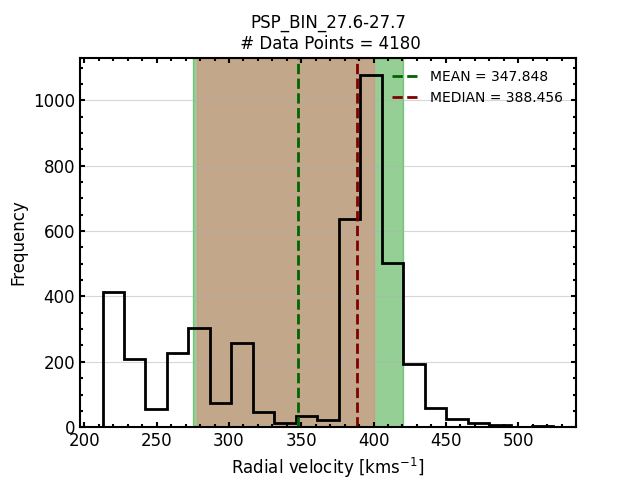 PSP_BIN_27.6-27.7
# Data Points = 4180
MEAN = 347.848
MEDIAN = 388.456
1000
800
600
400
200
0
Frequency
200 250 300 350 400 450 500
Radial velocity [kms⁻¹]